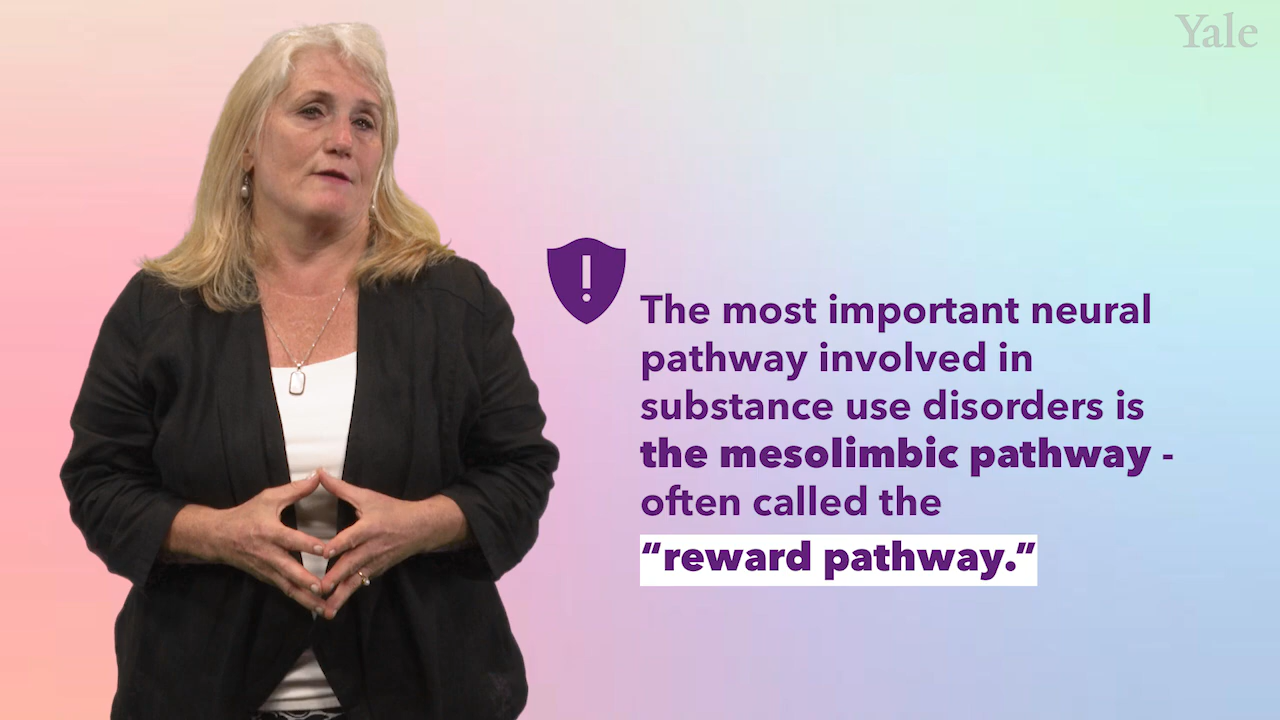 Yale
!
The most important neural
pathway involved in
substance use disorders is
the mesolimbic pathway -
often called the
“reward pathway.”